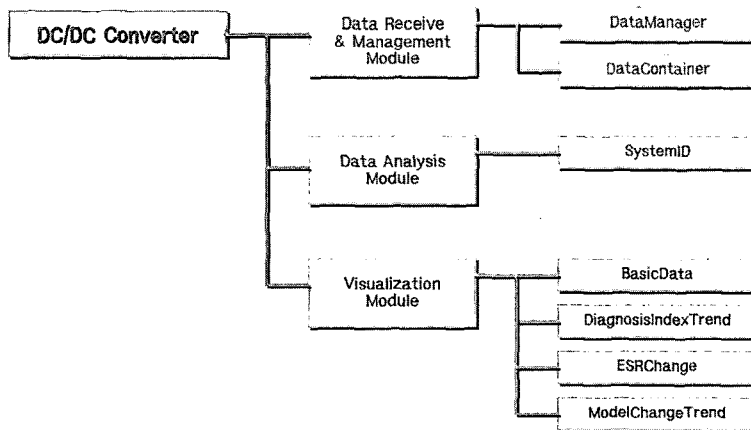 DC/DC Converter
Data Receive
& Management
Module
DataManager
DataContainer
Data Analysis
Module
SystemID
Visualization
Module
BasicData
DiagnosisIndexTrend
ESRChange
ModelChangeTrend